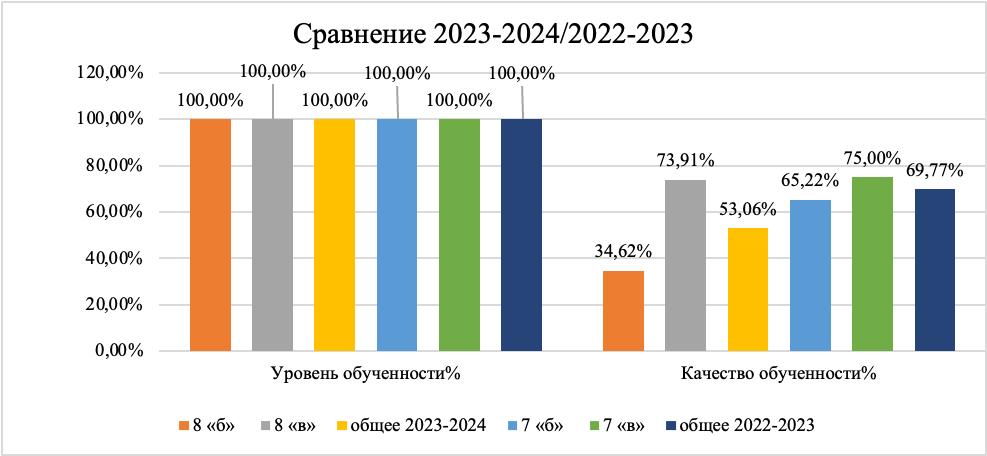 Сравнение 2023-2024/2022-2023
120,00%
100,00%
80,00%
60,00%
40,00%
20,00%
0,00%
100,00%
100,00%
100,00%
100,00%
100,00%
100,00%
34,62%
73,91%
53,06%
65,22%
75,00%
69,77%
Уровень обученности%
Качество обученности%
8 «б»
8 «в»
общее 2023-2024
7 «б»
7 «в»
общее 2022-2023